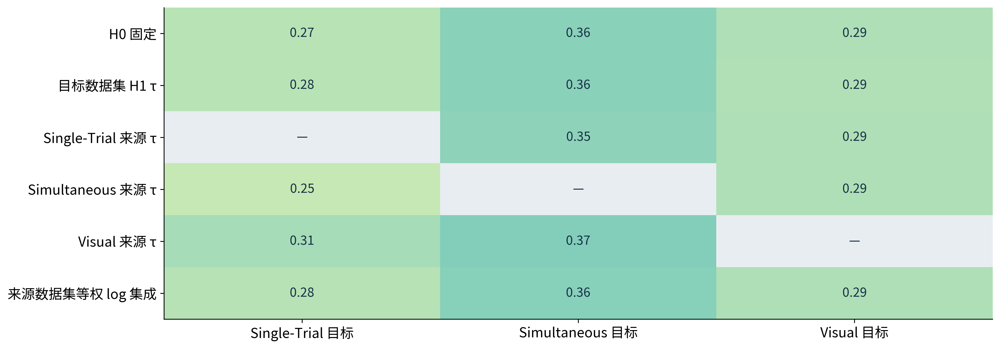 H0 固定 0.27 0.36 0.29
目标数据集 H1 τ 0.28 0.36 0.29
Single-Trial 来源 τ — 0.35 0.29
Simultaneous 来源 τ 0.25 — 0.29
Visual 来源 τ 0.31 0.37 —
来源数据集等权 log 集成 0.28 0.36 0.29
Single-Trial 目标 Simultaneous 目标 Visual 目标